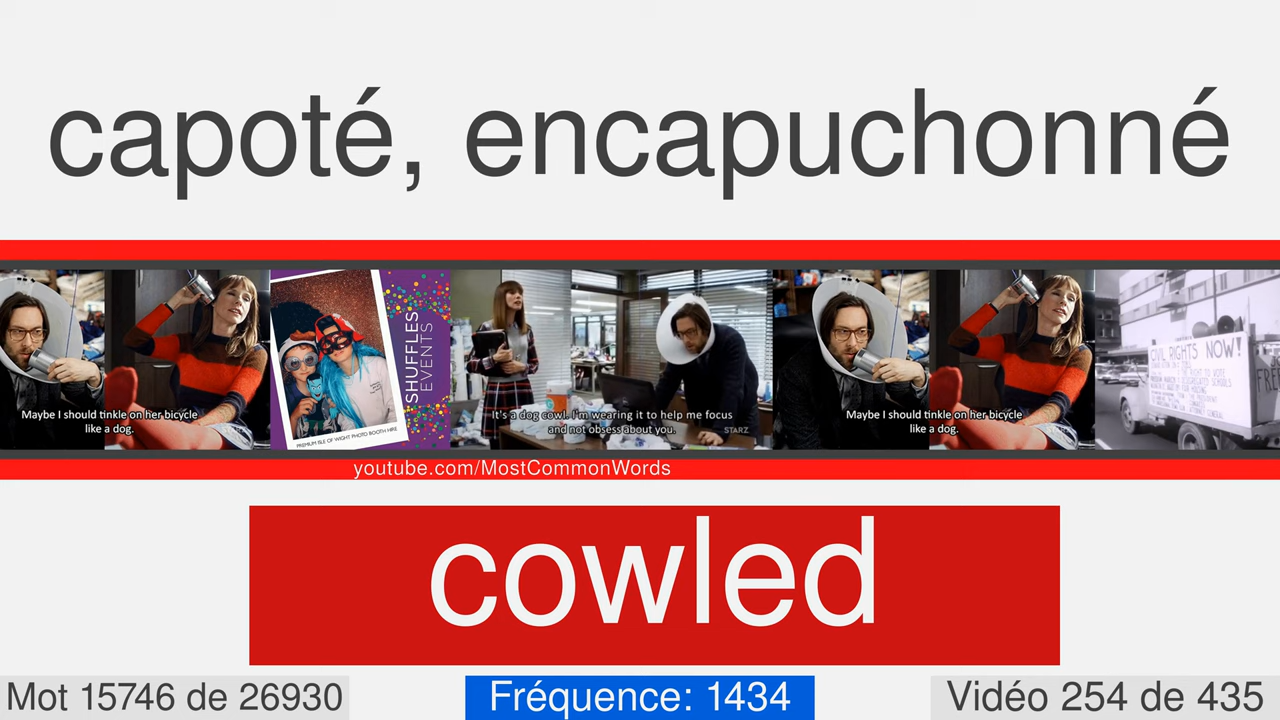 capoté, encapuchonné
Maybe I should tinkle on her bicycle
like a dog.
SHUFFLES
EVENTS
PREMIUM ISLE OF WIGHT PHOTO BOOTH HIRE
It's a dog cowl. I'm wearing it to help me focus
and not obsess about you.
STARZ
Maybe I should tinkle on her bicycle
like a dog.
CIVIL RIGHTS NOW!
youtube.com/MostCommonWords
cowled
Mot 15746 de 26930
Fréquence: 1434
Vidéo 254 de 435